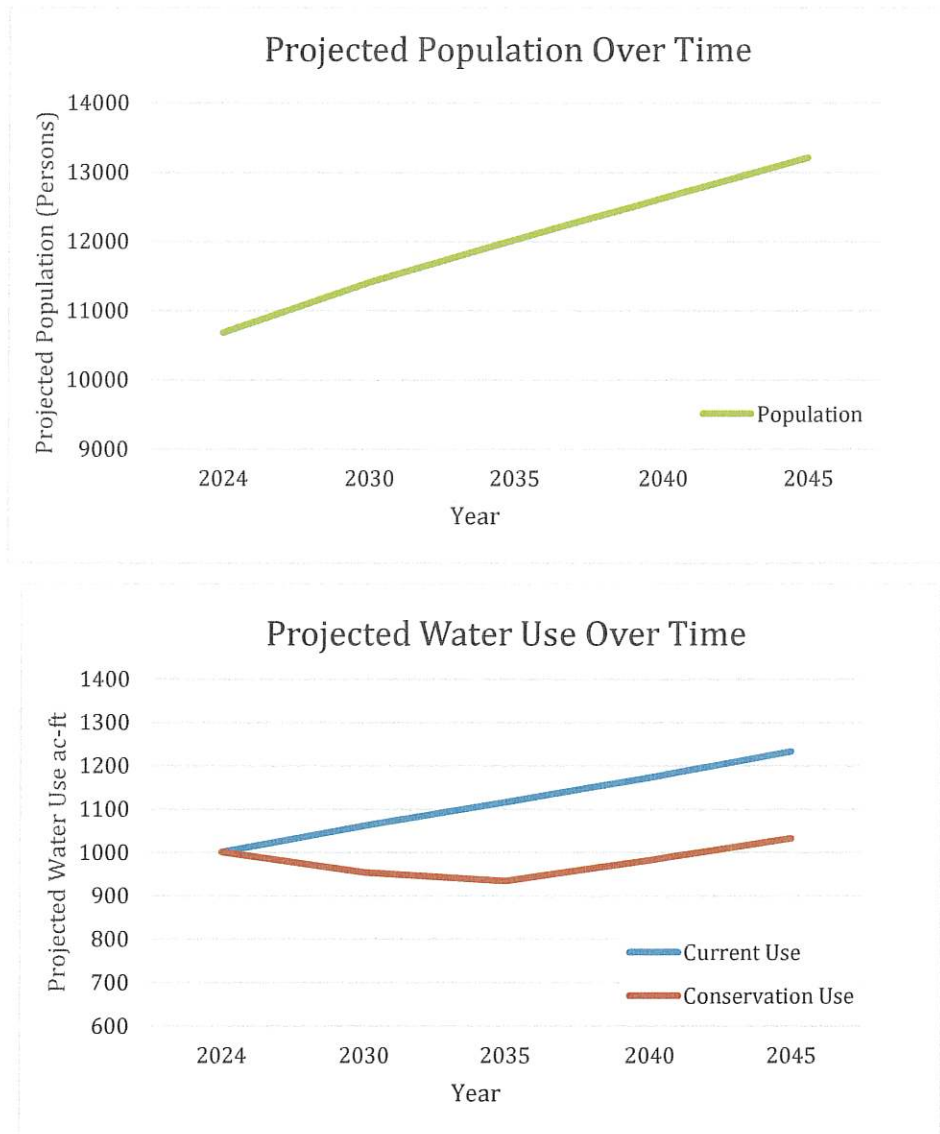 Projected Population Over Time
Projected Population (Persons)
14000
13000
12000
11000
10000
9000
Population
2024 2030 2035 2040 2045
Year
Projected Water Use Over Time
Projected Water Use ac-ft
1400
1300
1200
1100
1000
900
800
700
600
Current Use
Conservation Use
2024 2030 2035 2040 2045
Year